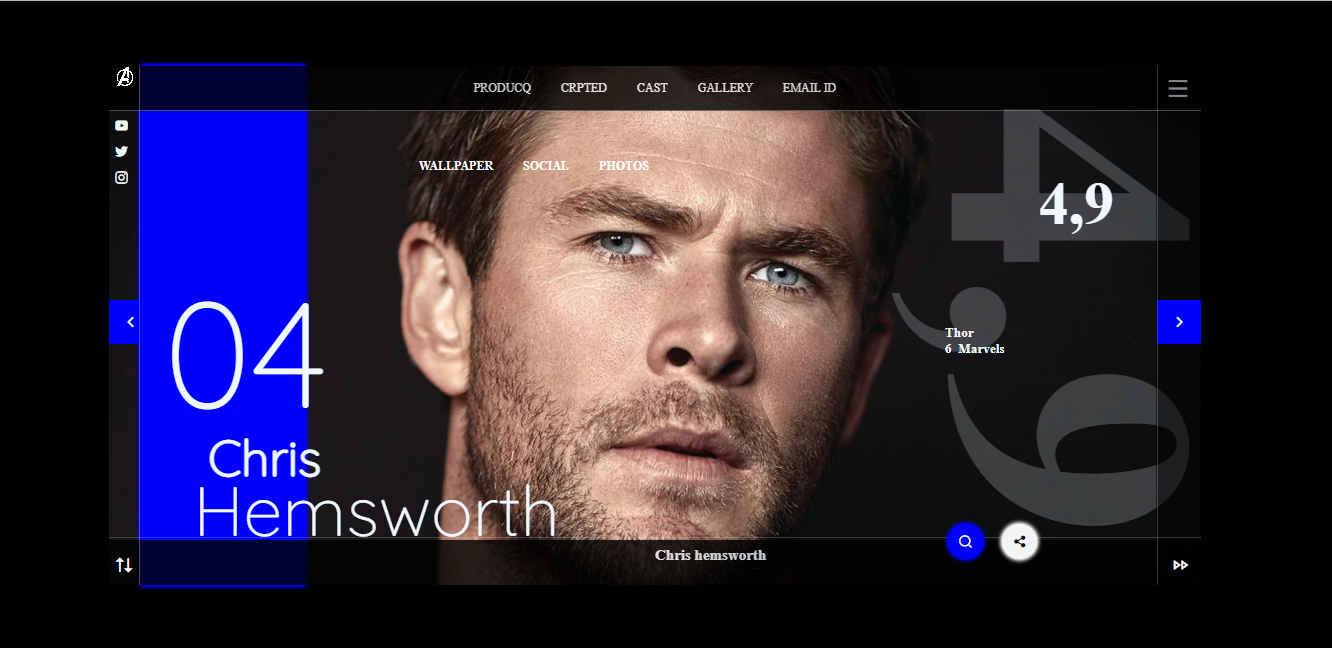 PRODUCQ CRPTED CAST GALLERY EMAIL ID
WALLPAPER SOCIAL PHOTOS
4,9
4,9
Thor
6 Marvels
04
Chris
Hemsworth
Chris hemsworth